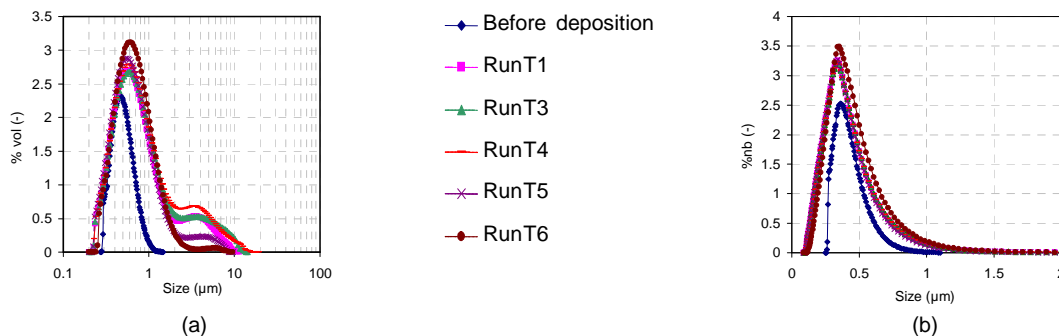 3.5
3
2.5
2
1.5
1
0.5
0
% vol (-)
0.1 1 10 100
Size (µm)
(a)
Before deposition
RunT1
RunT3
RunT4
RunT5
RunT6
4
3.5
3
2.5
2
1.5
1
0.5
0
%nb (-)
0 0.5 1 1.5 2
Size (µm)
(b)